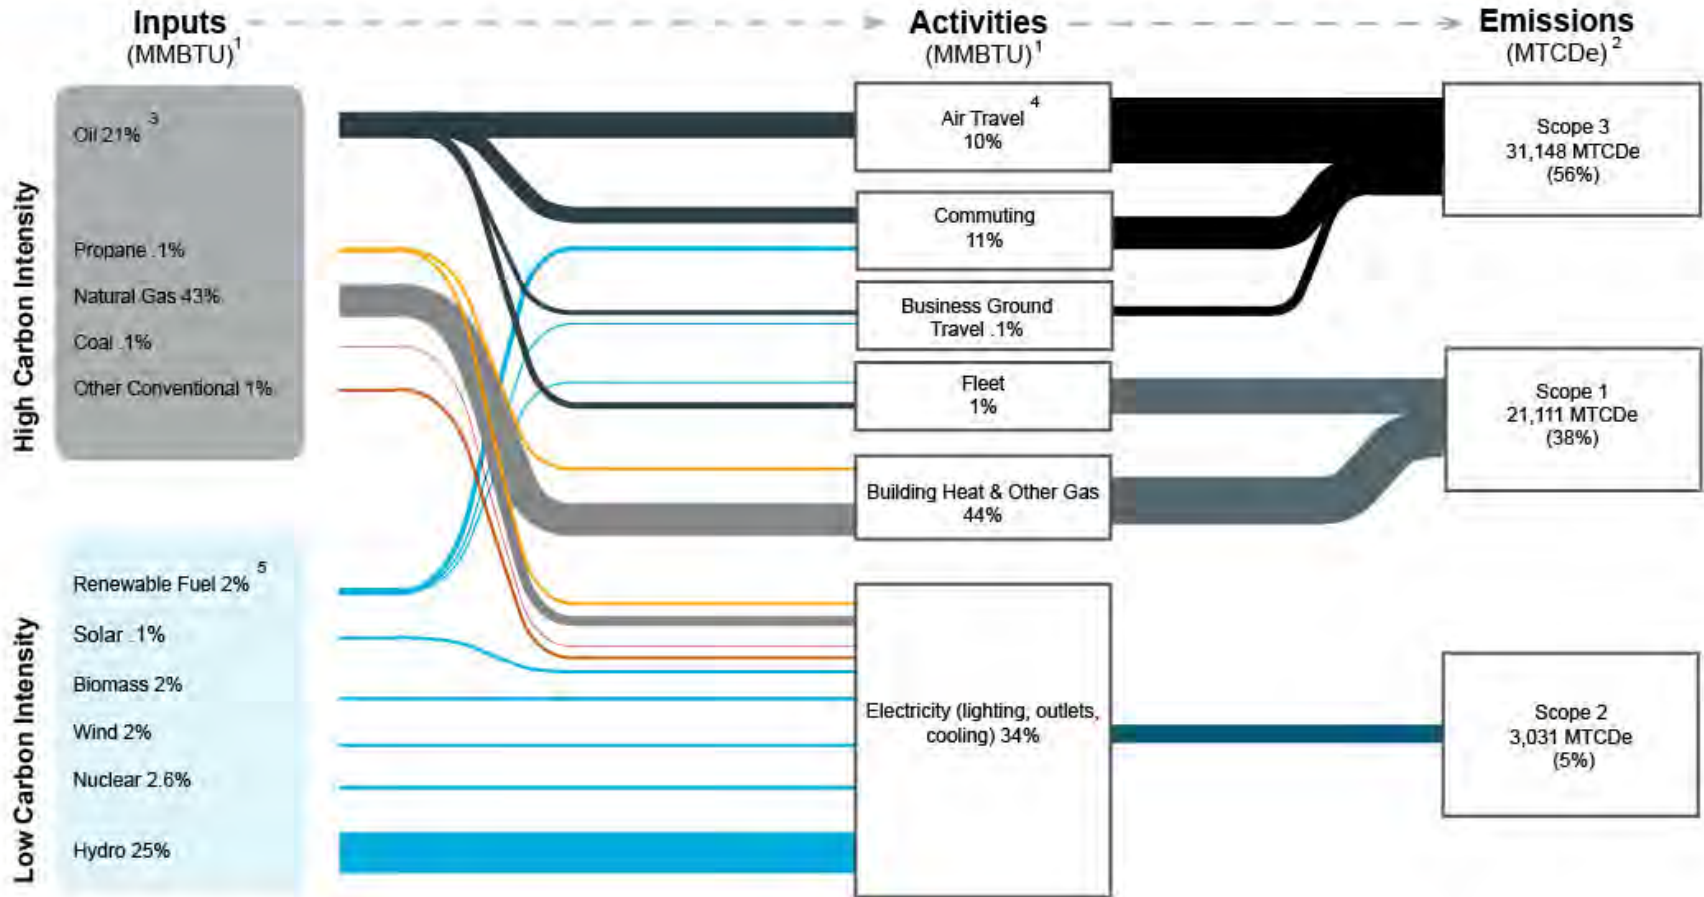 Inputs
(MMBTU)1
Activities
(MMBTU)1
Emissions
(MTCDe)2
High Carbon Intensity
Oil 21% 3
Propane .1%
Natural Gas 43%
Coal .1%
Other Conventional 1%
Low Carbon Intensity
Renewable Fuel 2% 5
Solar .1%
Biomass 2%
Wind 2%
Nuclear 2.6%
Hydro 25%
Air Travel 4
10%
Commuting
11%
Business Ground
Travel .1%
Fleet
1%
Building Heat & Other Gas
44%
Electricity (lighting, outlets,
cooling) 34%
Scope 3
31,148 MTCDe
(56%)
Scope 1
21,111 MTCDe
(38%)
Scope 2
3,031 MTCDe
(5%)